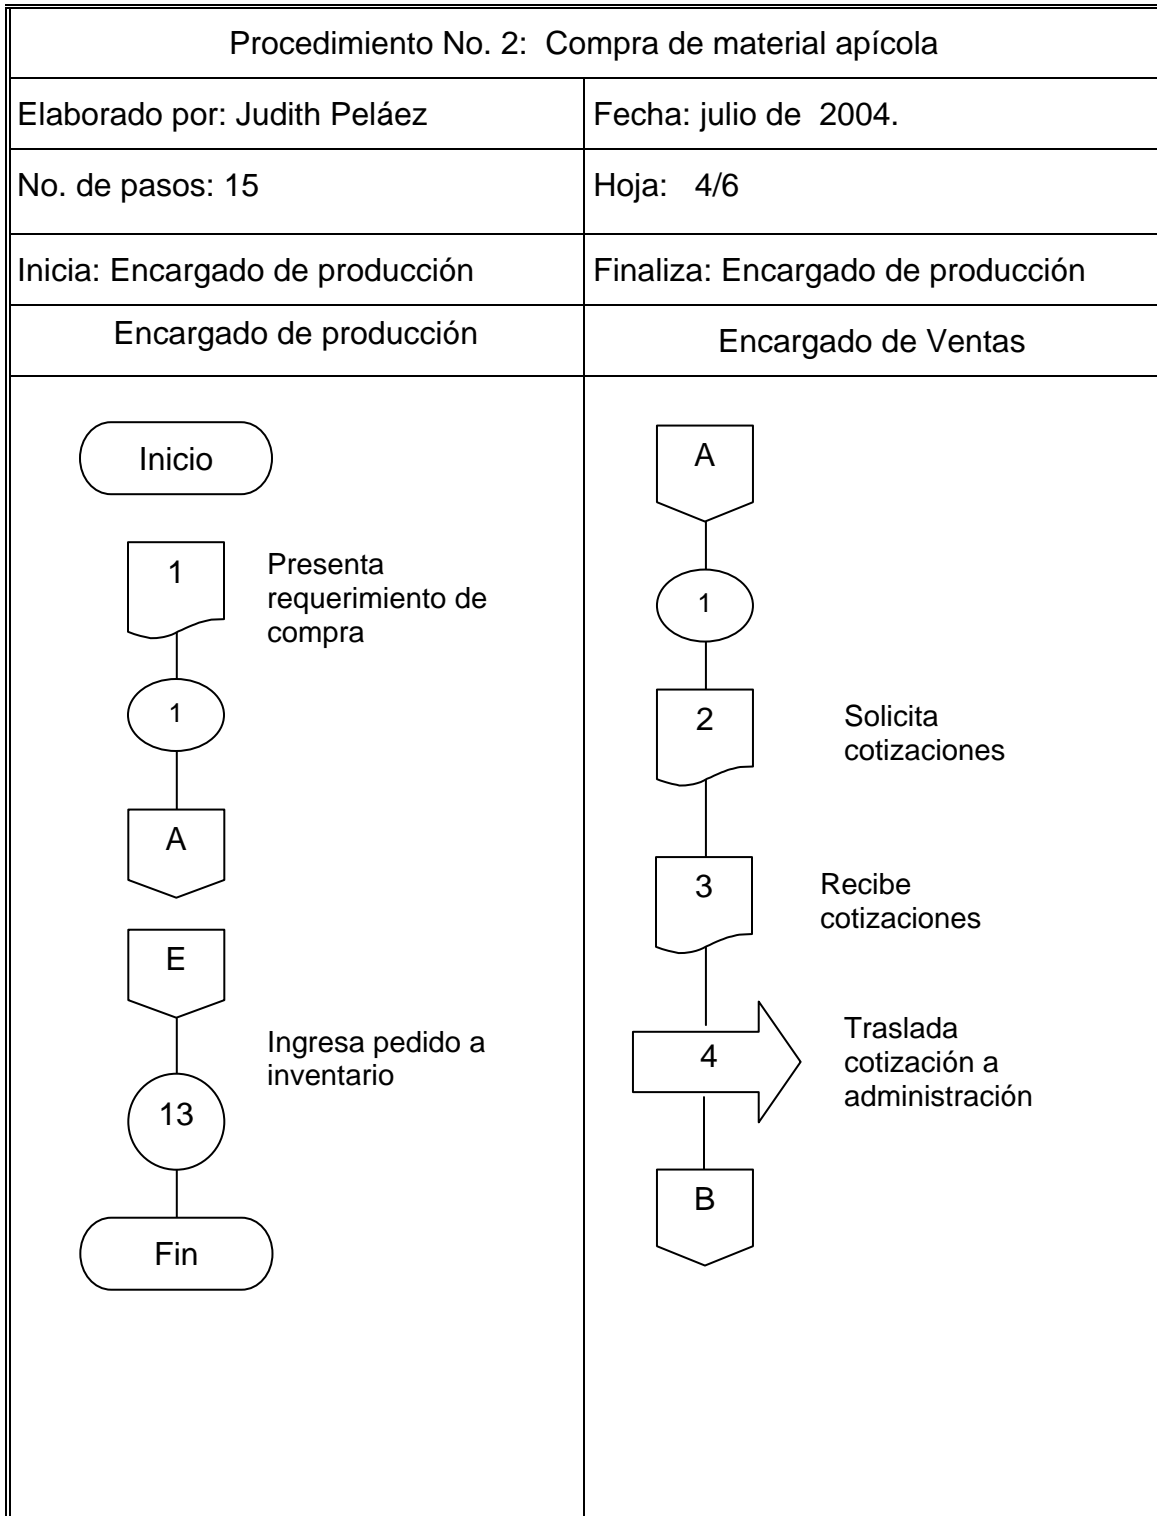 Procedimiento No. 2:  Compra de material apícola
Elaborado por: Judith Peláez
Fecha: julio de  2004.
No. de pasos: 15
Hoja:   4/6
Inicia: Encargado de producción
Finaliza: Encargado de producción
Encargado de producción
Encargado de Ventas
Inicio
1
Presenta
requerimiento de
compra
1
A
E
Ingresa pedido a
inventario
13
Fin
A
1
2
Solicita
cotizaciones
3
Recibe
cotizaciones
4
Traslada
cotización a
administración
B